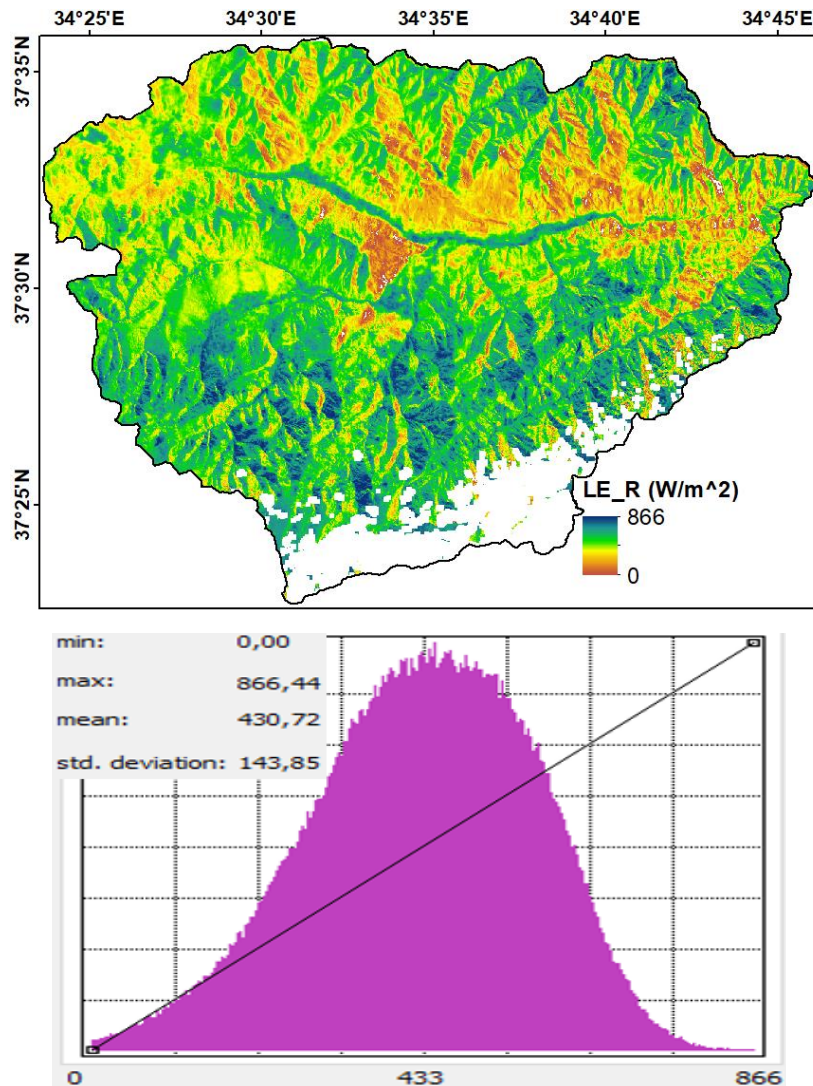 34°25'E 34°30'E 34°35'E 34°40'E 34°45'E
37°35'N
37°30'N
37°25'N
LE_R (W/m^2)
866
0
min: 0,00
max: 866,44
mean: 430,72
std. deviation: 143,85
0 433 866